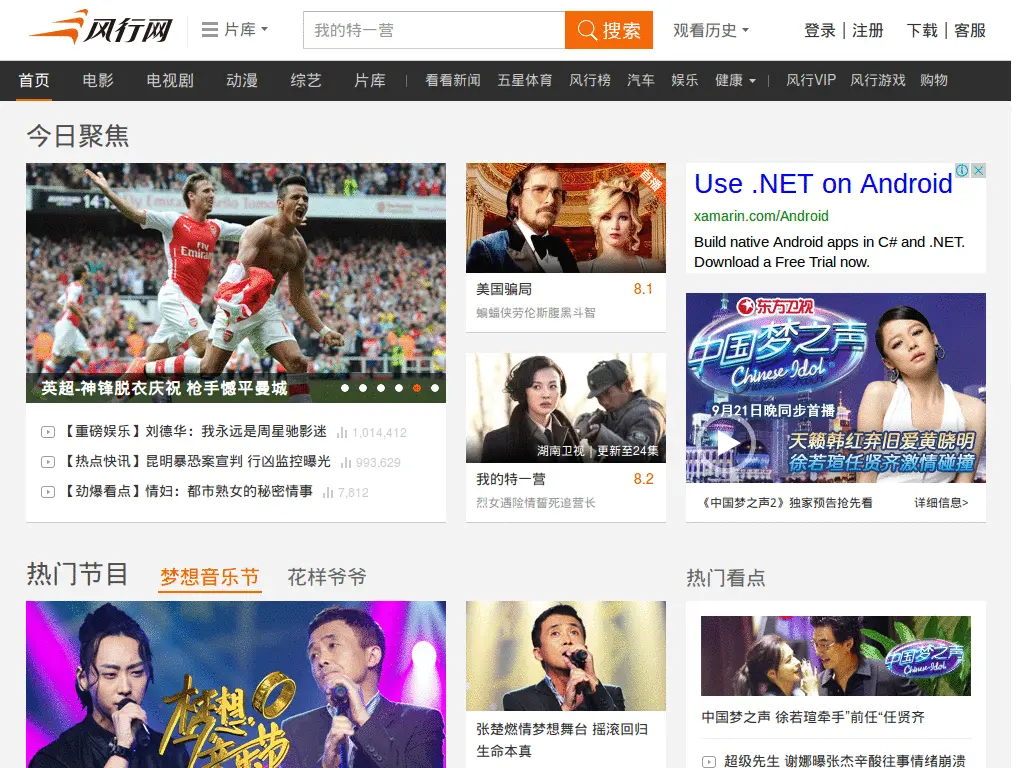 风行网
片库
我的特一营
搜索
观看历史
登录 | 注册
下载 | 客服
首页
电影
电视剧
动漫
综艺
片库
看看新闻
五星体育
风行榜
汽车
娱乐
健康
风行VIP
风行游戏
购物
今日聚焦
英超-神锋脱衣庆祝 枪手憾平曼城
【重磅娱乐】刘德华：我永远是周星驰影迷 1,014,412
【热点快讯】昆明暴恐案宣判 行凶监控曝光 993,629
【劲爆看点】情妇：都市熟女的秘密情事 7,812
首播
美国骗局 8.1
蝙蝠侠劳伦斯腹黑斗智
湖南卫视 | 更新至24集
我的特一营 8.2
烈女遇险情誓死追营长
Use .NET on Android
xamarin.com/Android
Build native Android apps in C# and .NET.
Download a Free Trial now.
东方卫视
中国梦之声
Chinese Idol
9月21日晚同步首播
天籁韩红弃旧爱黄晓明
徐若瑄任贤齐激情碰撞
《中国梦之声2》独家预告抢先看
详细信息>
热门节目
梦想音乐节
花样爷爷
梦想
音乐节
张楚燃情梦想舞台 摇滚回归
生命本真
热门看点
中国梦之声
Chinese Idol
中国梦之声 徐若瑄牵手”前任“任贤齐
超级先生 谢娜曝张杰辛酸往事情绪崩溃